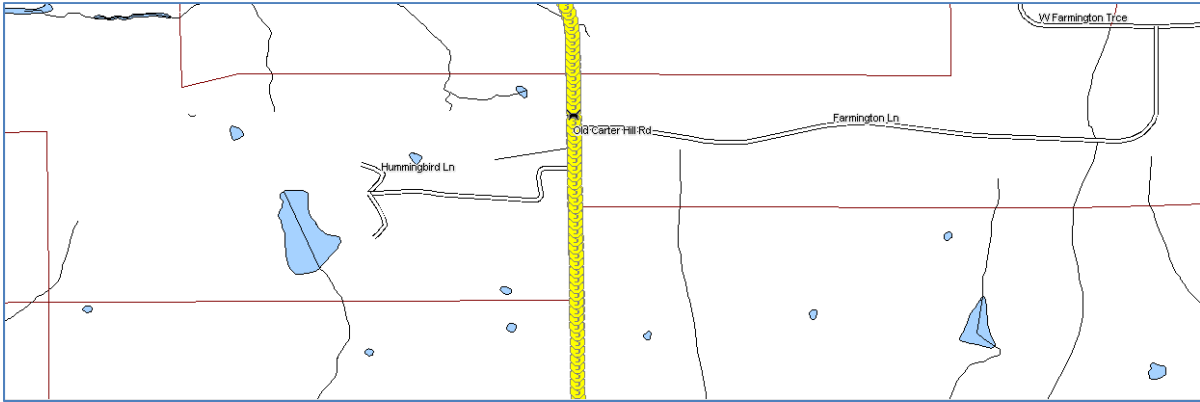 W Farmington Trce
Farmington Ln
Old Carter Hill Rd
Hummingbird Ln